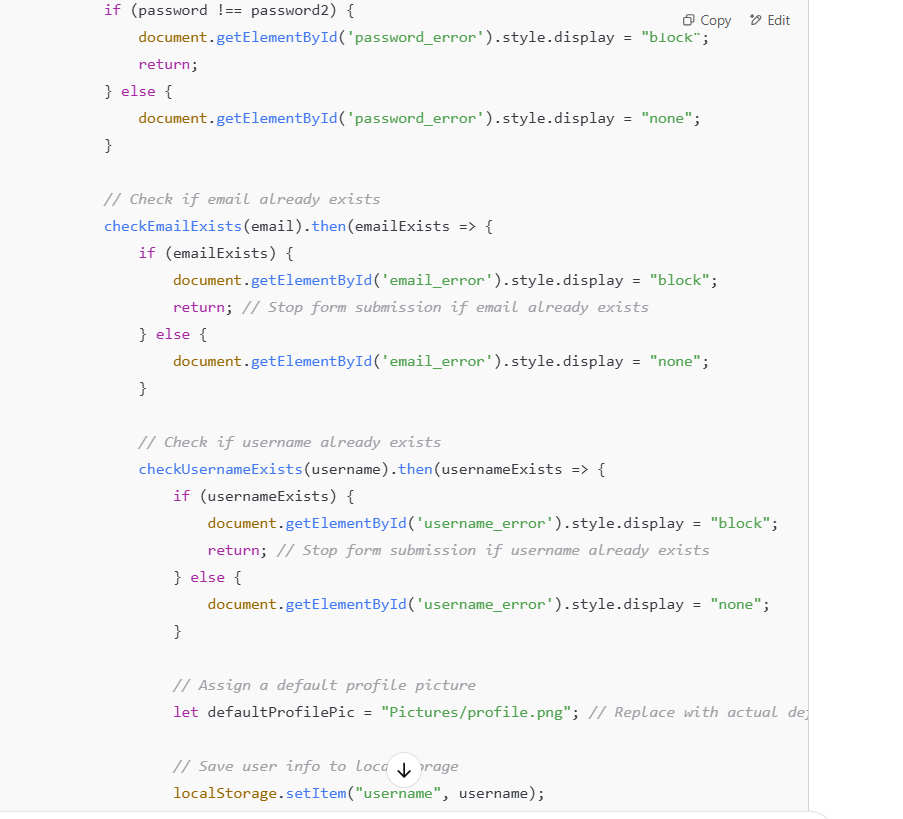 if (password !== password2) {
Copy Edit
document.getElementById('password_error').style.display = "block";
return;
} else {
document.getElementById('password_error').style.display = "none";
}
// Check if email already exists
checkEmailExists(email).then(emailExists => {
if (emailExists) {
document.getElementById('email_error').style.display = "block";
return; // Stop form submission if email already exists
} else {
document.getElementById('email_error').style.display = "none";
}
// Check if username already exists
checkUsernameExists(username).then(usernameExists => {
if (usernameExists) {
document.getElementById('username_error').style.display = "block";
return; // Stop form submission if username already exists
} else {
document.getElementById('username_error').style.display = "none";
}
// Assign a default profile picture
let defaultProfilePic = "Pictures/profile.png"; // Replace with actual
// Save user info to
localStorage.setItem("username", username);